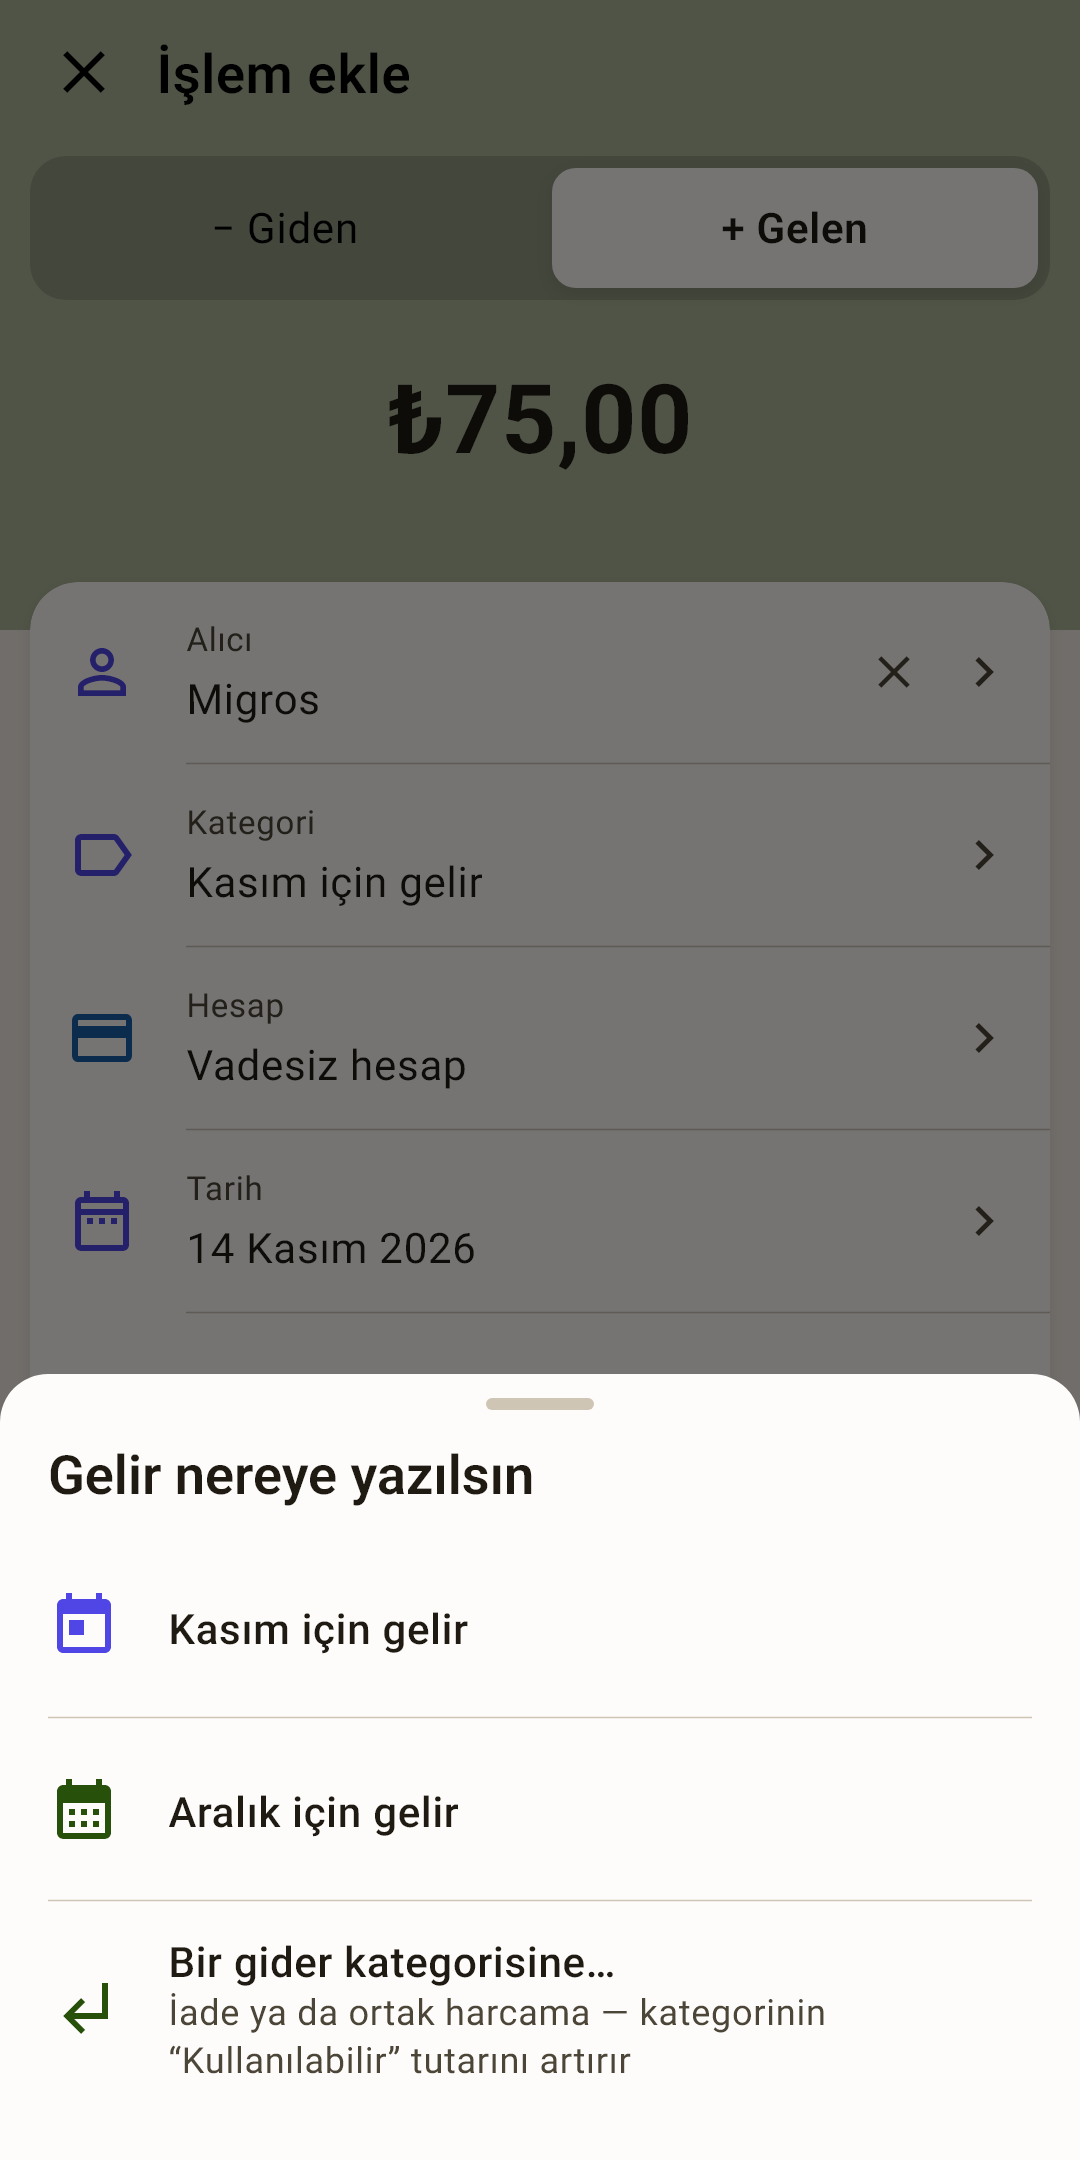 İşlem ekle
− Giden
+ Gelen
₺75,00
Alıcı
Migros
Kategori
Kasım için gelir
Hesap
Vadesiz hesap
Tarih
14 Kasım 2026
Gelir nereye yazılsın
Kasım için gelir
Aralık için gelir
Bir gider kategorisine…
İade ya da ortak harcama — kategorinin
“Kullanılabilir” tutarını artırır